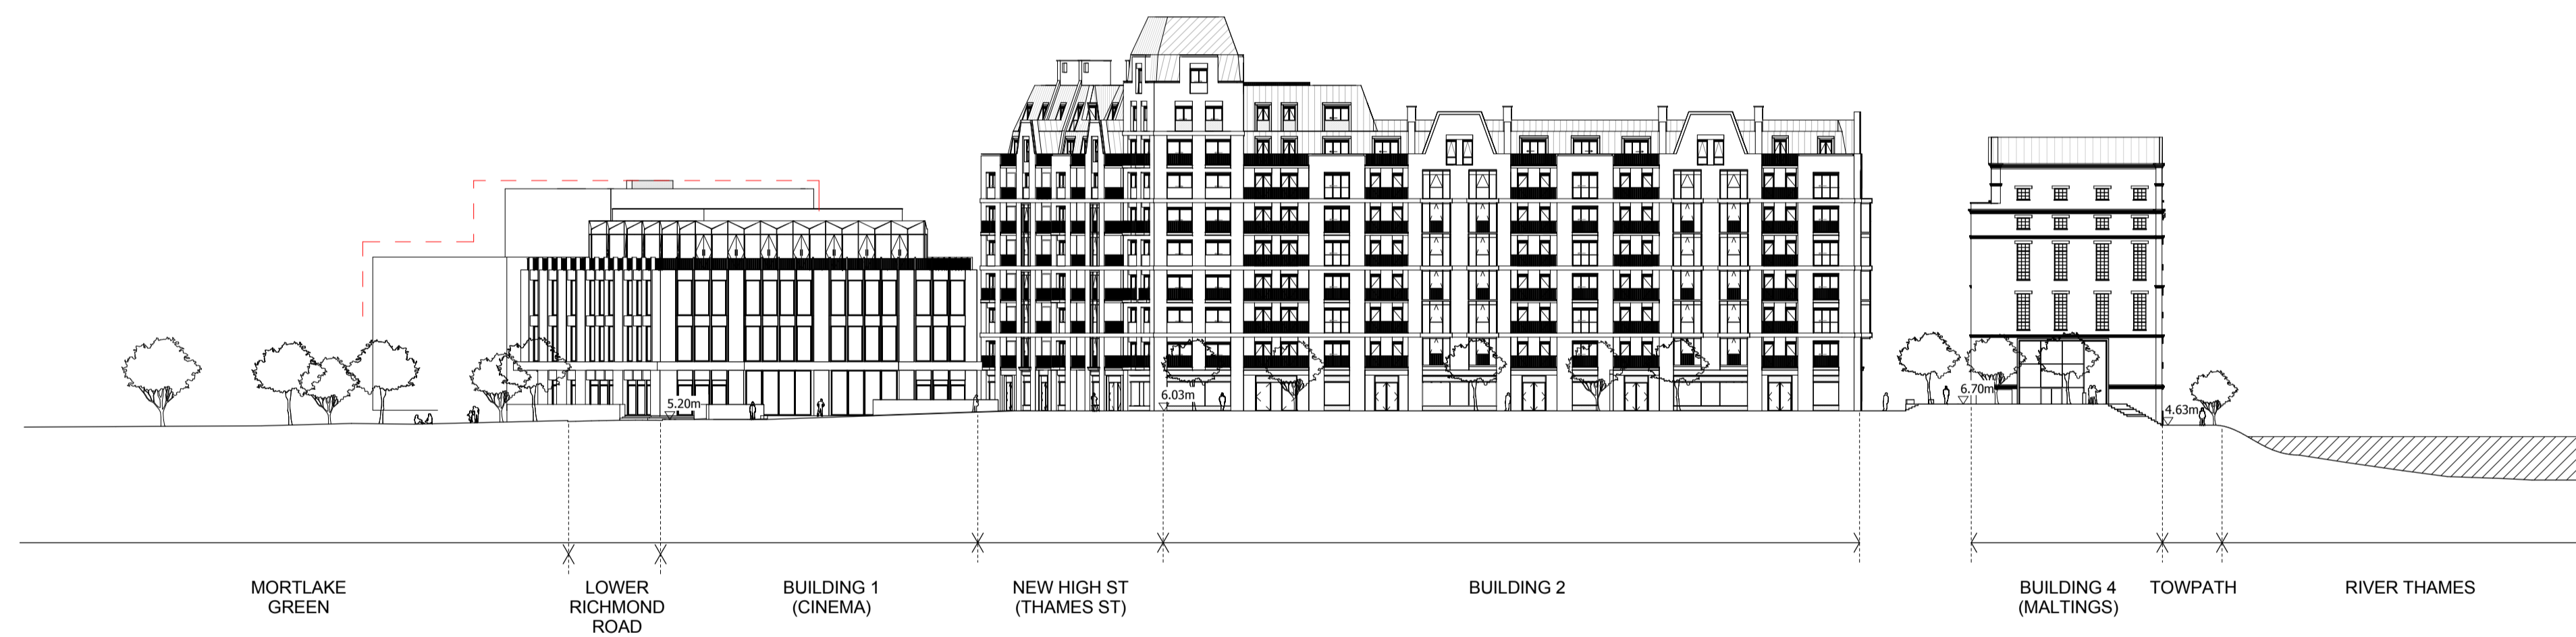 5.20m
6.03m
6.70m
4.63m
MORTLAKE
GREEN
LOWER
RICHMOND
ROAD
BUILDING 1
(CINEMA)
NEW HIGH ST
(THAMES ST)
BUILDING 2
BUILDING 4
(MALTINGS)
TOWPATH
RIVER THAMES